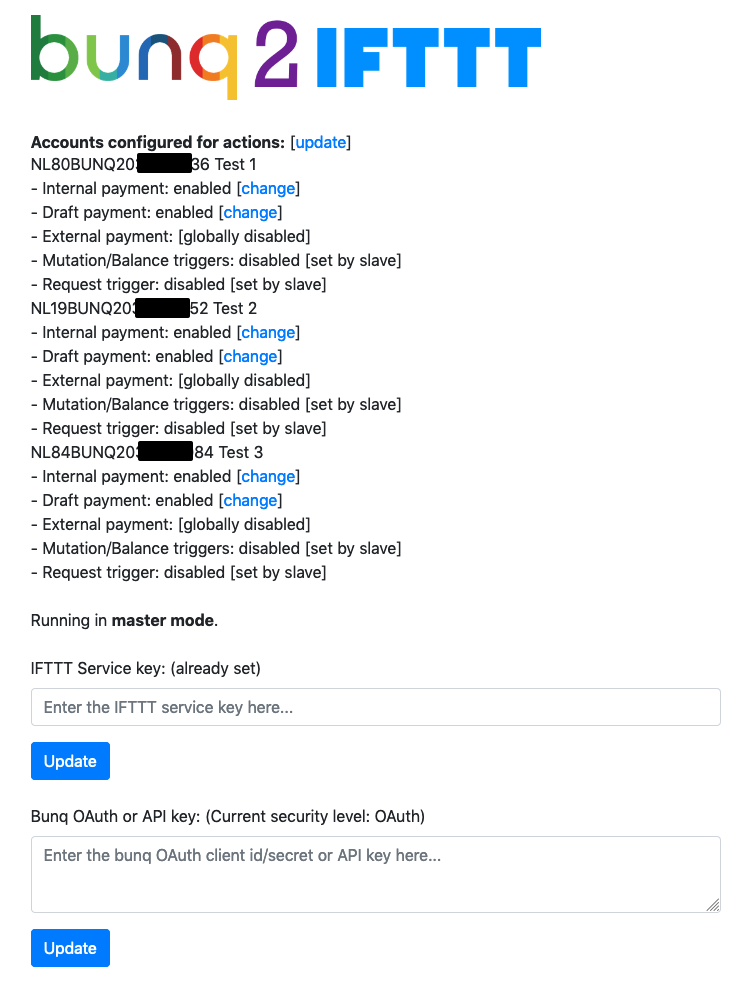 bunq 2 IFTTT
Accounts configured for actions: [update]
NL80BUNQ203 36 Test 1
- Internal payment: enabled [change]
- Draft payment: enabled [change]
- External payment: [globally disabled]
- Mutation/Balance triggers: disabled [set by slave]
- Request trigger: disabled [set by slave]
NL19BUNQ203 52 Test 2
- Internal payment: enabled [change]
- Draft payment: enabled [change]
- External payment: [globally disabled]
- Mutation/Balance triggers: disabled [set by slave]
- Request trigger: disabled [set by slave]
NL84BUNQ203 84 Test 3
- Internal payment: enabled [change]
- Draft payment: enabled [change]
- External payment: [globally disabled]
- Mutation/Balance triggers: disabled [set by slave]
- Request trigger: disabled [set by slave]
Running in master mode.
IFTTT Service key: (already set)
Enter the IFTTT service key here...
Update
Bunq OAuth or API key: (Current security level: OAuth)
Enter the bunq OAuth client id/secret or API key here...
Update